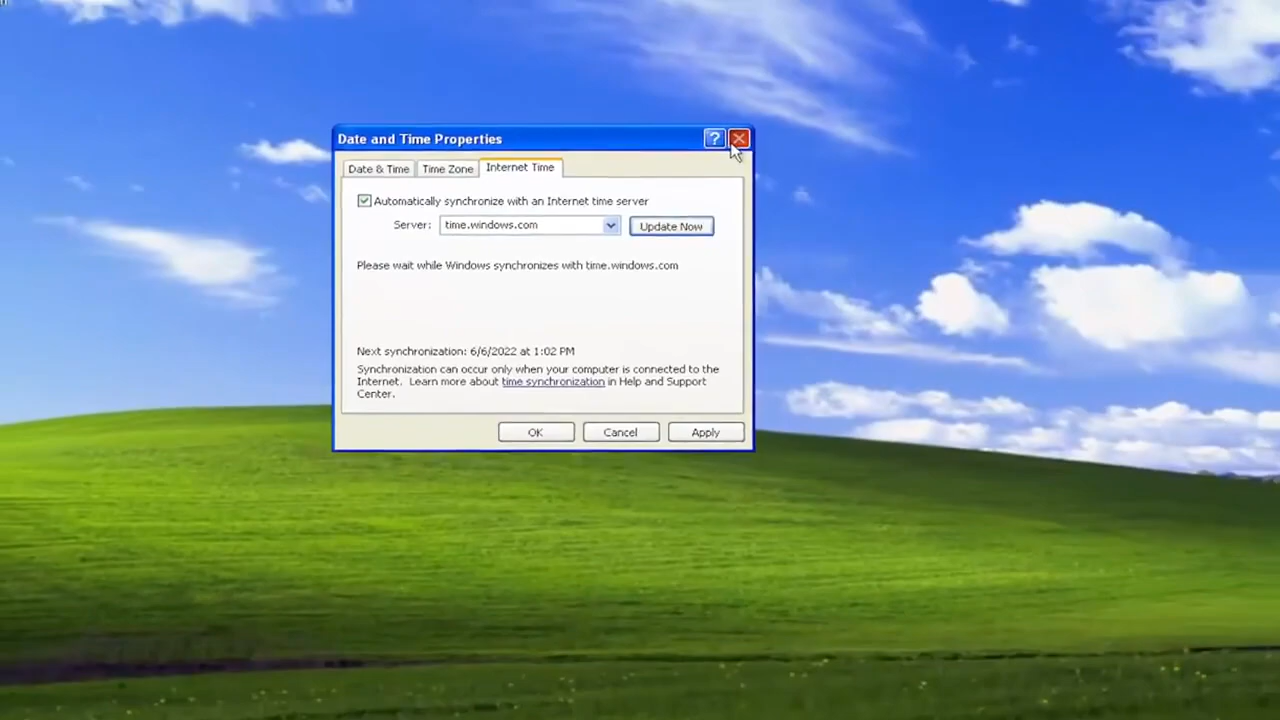 Date and Time Properties
Date & Time
Time Zone
Internet Time
Automatically synchronize with an Internet time server
Server: time.windows.com
Update Now
Please wait while Windows synchronizes with time.windows.com
Next synchronization: 6/6/2022 at 1:02 PM
Synchronization can occur only when your computer is connected to the
Internet. Learn more about time synchronization in Help and Support
Center.
OK
Cancel
Apply